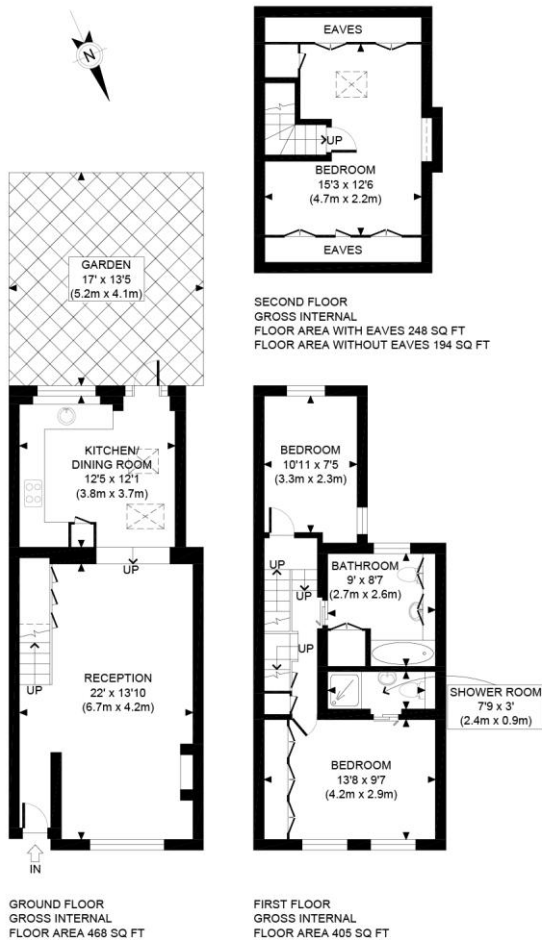 N
EAVES
UP
BEDROOM
15'3 x 12'6
(4.7m x 2.2m)
EAVES
SECOND FLOOR
GROSS INTERNAL
FLOOR AREA WITH EAVES 248 SQ FT
FLOOR AREA WITHOUT EAVES 194 SQ FT
GARDEN
17' x 13'5
(5.2m x 4.1m)
KITCHEN/
DINING ROOM
12'5 x 12'1
(3.8m x 3.7m)
UP
RECEPTION
22' x 13'10
(6.7m x 4.2m)
UP
IN
GROUND FLOOR
GROSS INTERNAL
FLOOR AREA 468 SQ FT
BEDROOM
10'11 x 7'5
(3.3m x 2.3m)
UP
UP
BATHROOM
9' x 8'7
(2.7m x 2.6m)
UP
SHOWER ROOM
7'9 x 3'
(2.4m x 0.9m)
BEDROOM
13'8 x 9'7
(4.2m x 2.9m)
FIRST FLOOR
GROSS INTERNAL
FLOOR AREA 405 SQ FT